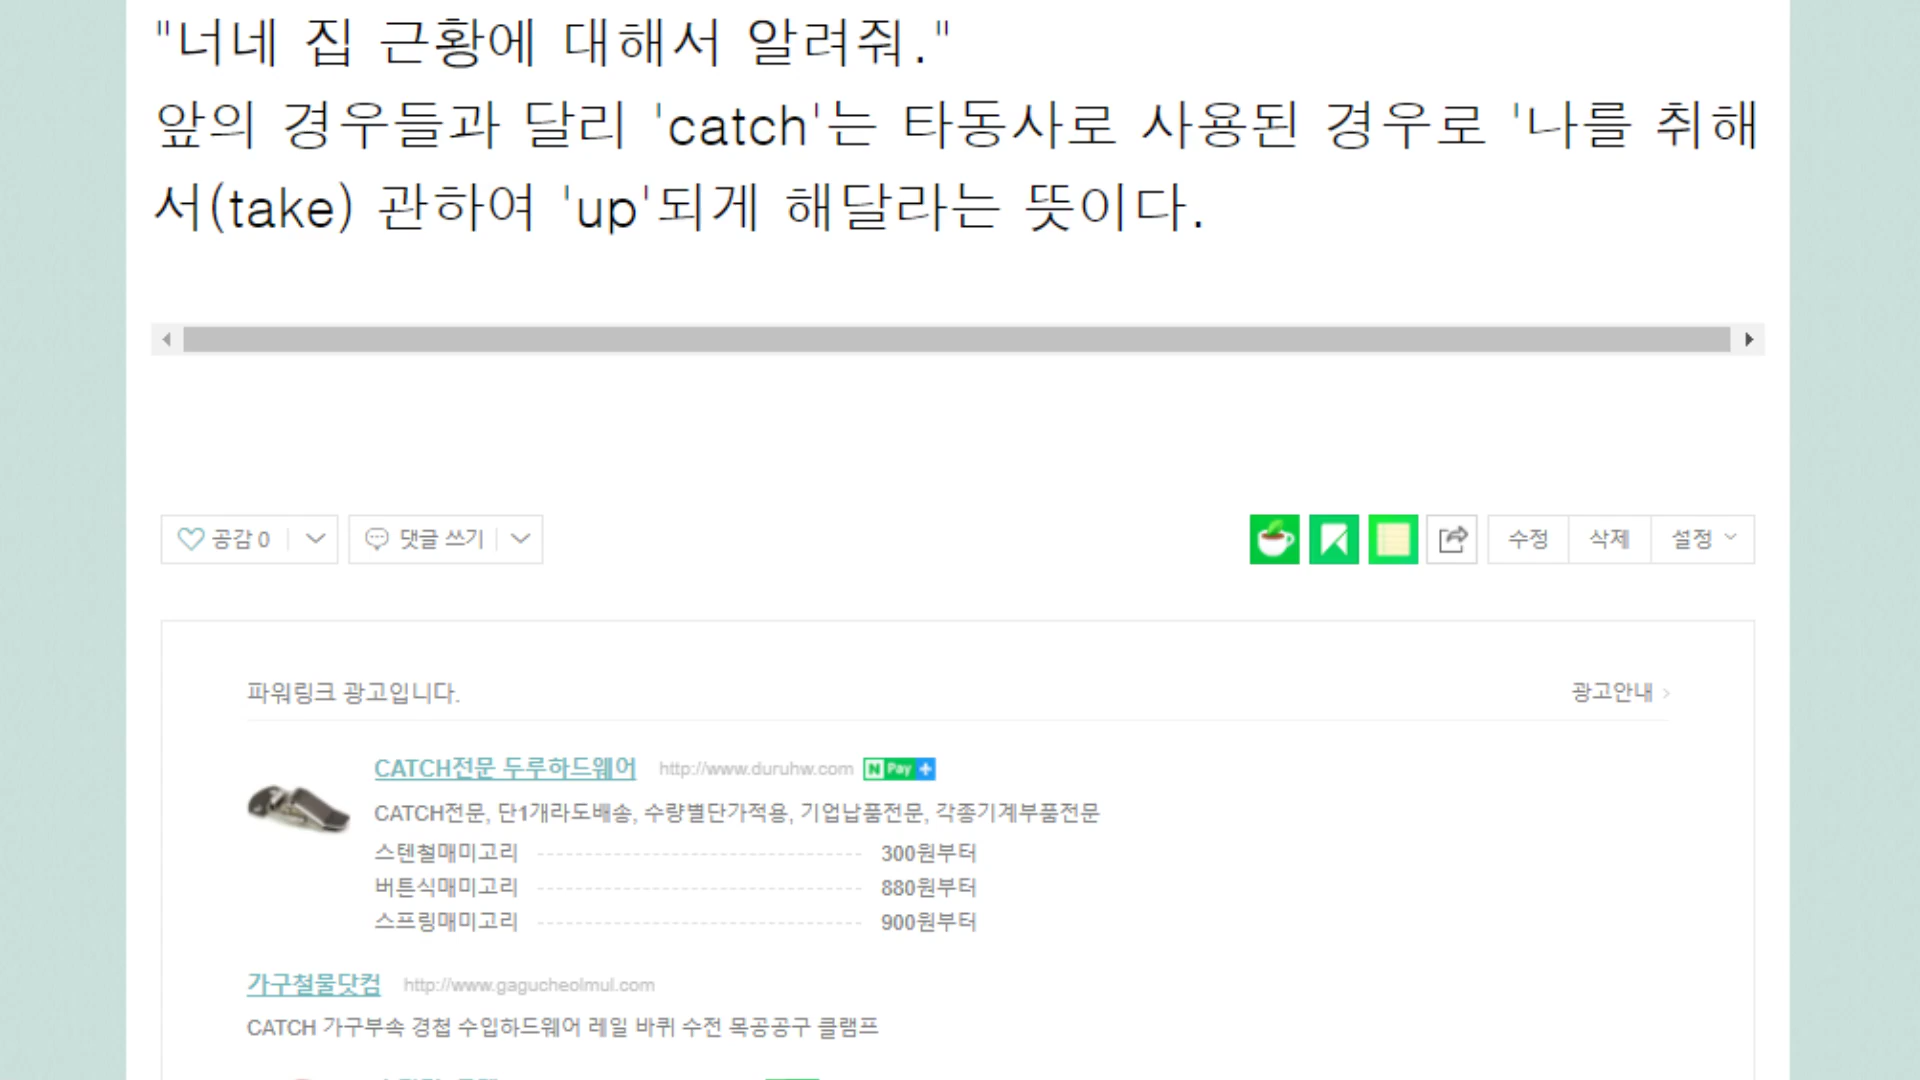 "너네 집 근황에 대해서 알려줘."
앞의 경우들과 달리 'catch'는 타동사로 사용된 경우로 '나를 취해
서(take) 관하여 'up'되게 해달라는 뜻이다.
공감 0 댓글 쓰기 수정 삭제 설정
파워링크 광고입니다. 광고안내
CATCH전문 두루하드웨어 http://www.duruhw.com N Pay +
CATCH전문, 단1개라도배송, 수량별단가적용, 기업납품전문, 각종기계부품전문
스텐철매미고리 300원부터
버튼식매미고리 880원부터
스프링매미고리 900원부터
가구철물닷컴 http://www.gagucheolmul.com
CATCH 가구부속 경첩 수입하드웨어 레일 바퀴 수전 목공공구 클램프